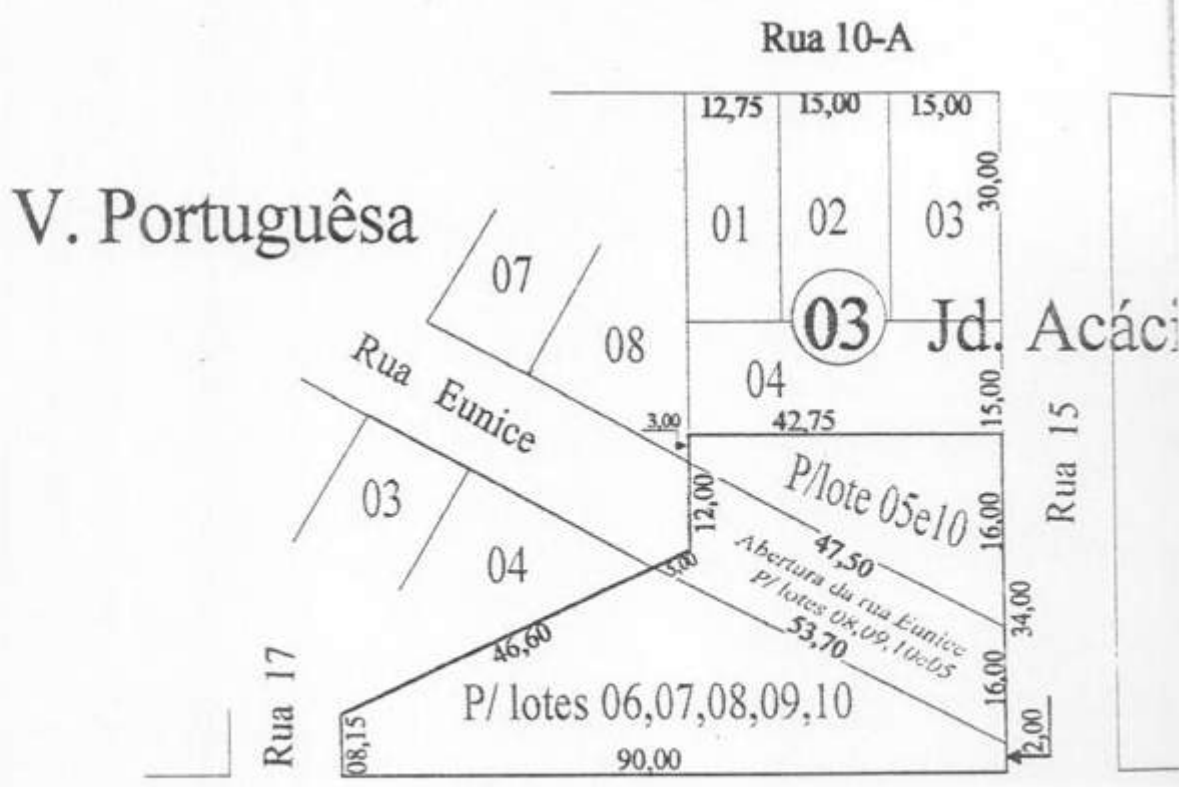 Rua 10-A
12,75 15,00 15,00
30,00
V. Portuguêsa
01 02 03
07
08
03 Jd. Acáci
04
Rua Eunice
15,00
3,00
42,75
Rua 15
P/lote 05e10
03
12,00
16,00
47,50
04
5,00
Abertura da rua Eunice
P/ lotes 08,09,10e05
34,00
53,70
46,60
16,00
Rua 17
P/ lotes 06,07,08,09,10
2,00
08,15
90,00